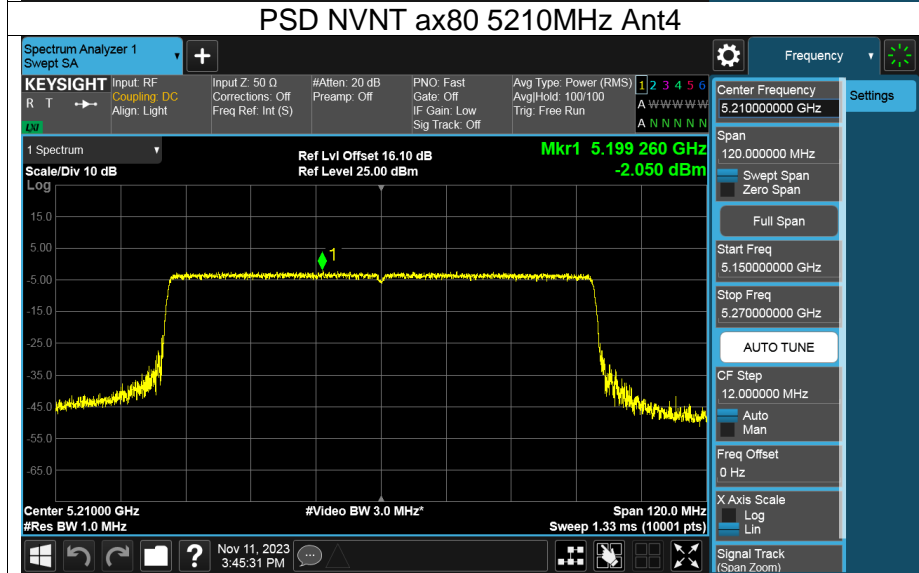 PSD NVNT ax80 5210MHz Ant4
Spectrum Analyzer 1
Swept SA
+
Frequency
KEYSIGHT
R T
LXI
Input: RF
Coupling: DC
Align: Light
Input Z: 50 Ω
Corrections: Off
Freq Ref: Int (S)
#Atten: 20 dB
Preamp: Off
PNO: Fast
Gate: Off
IF Gain: Low
Sig Track: Off
Avg Type: Power (RMS)
Avg|Hold: 100/100
Trig: Free Run
1 2 3 4 5 6
A W W W W W
A N N N N N
1 Spectrum
Scale/Div 10 dB
Ref Lvl Offset 16.10 dB
Ref Level 25.00 dBm
Mkr1 5.199 260 GHz
-2.050 dBm
Log
15.0
5.00
-5.00
-15.0
-25.0
-35.0
-45.0
-55.0
-65.0
1
Center 5.21000 GHz
#Res BW 1.0 MHz
#Video BW 3.0 MHz*
Span 120.0 MHz
Sweep 1.33 ms (10001 pts)
Center Frequency
5.210000000 GHz
Span
120.000000 MHz
Swept Span
Zero Span
Full Span
Start Freq
5.150000000 GHz
Stop Freq
5.270000000 GHz
AUTO TUNE
CF Step
12.000000 MHz
Auto
Man
Freq Offset
0 Hz
X Axis Scale
Log
Lin
Signal Track
(Span Zoom)
Settings
?
Nov 11, 2023
3:45:31 PM